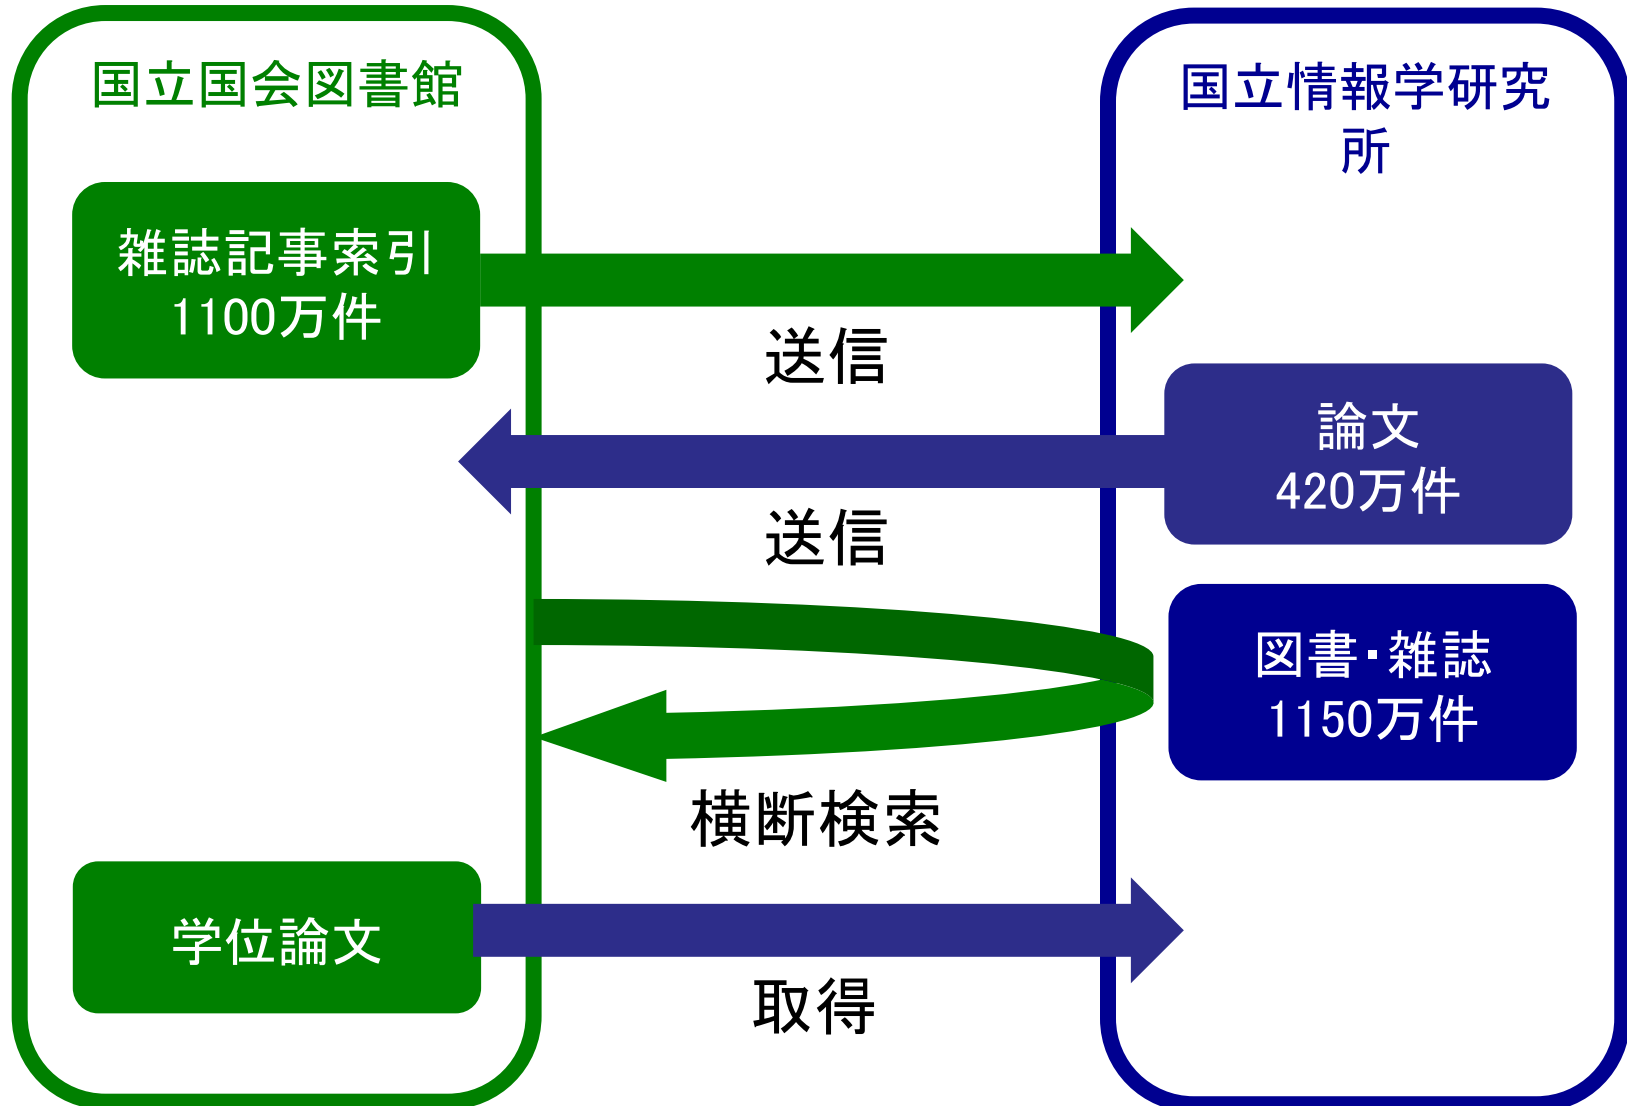 国立国会図書館
国立情報学研究
所
雑誌記事索引
1100万件
送信
論文
420万件
送信
図書・雑誌
1150万件
横断検索
学位論文
取得